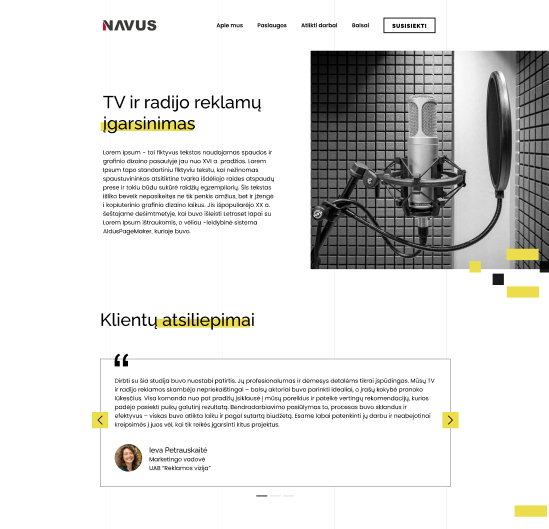 NAVUS
Apie mus Paslaugos Atlikti darbai Balsai SUSISIEKTI
TV ir radijo reklamų
įgarsinimas
Lorem Ipsum - tai fiktyvus tekstas naudojamas spaudos ir
grafinio dizaino pasaulyje jau nuo XVI a. pradžios. Lorem
Ipsum tapo standartiniu fiktyviu tekstu, kai nežinomas
spaustuvininkas atsitiktine tvarka išdėliojo raides atspaudų
prese ir tokiu būdu sukūrė raidžių egzempliorių. Šis tekstas
išliko beveik nepasikeitęs ne tik penkis amžius, bet ir įžengė
į kopiuterinio grafinio dizaino laikus. Jis išpopuliarėjo XX a.
šeštajame dešimtmetyje, kai buvo išleisti Letraset lapai su
Lorem Ipsum ištraukomis, o vėliau -leidybinė sistema
AldusPageMaker, kurioje buvo.
Klientų atsiliepimai
“
Dirbti su šia studija buvo nuostabi patirtis. Jų profesionalumas ir dėmesys detalėms tikrai įspūdingas. Mūsų TV
ir radijo reklamos skambėjo nepriekaištingai – balsų aktoriai buvo parinkti idealiai, o įrašų kokybė pranoko
lūkesčius. Visa komanda nuo pat pradžių įsiklausė į mūsų poreikius ir pateikė vertingų rekomendacijų, kurios
padėjo pasiekti puikų galutinį rezultatą. Bendradarbiavimo pasiūlymas to, procesas buvo sklandus ir
efektyvus – viskas buvo atlikta laiku ir pagal sutartą biudžetą. Esame labai patenkinti jų darbu ir neabejotinai
kreipsimės į juos vėl, kai tik reikės įgarsinti kitus projektus.
Ieva Petrauskaitė
Marketingo vadovė
UAB "Reklamos vizija"